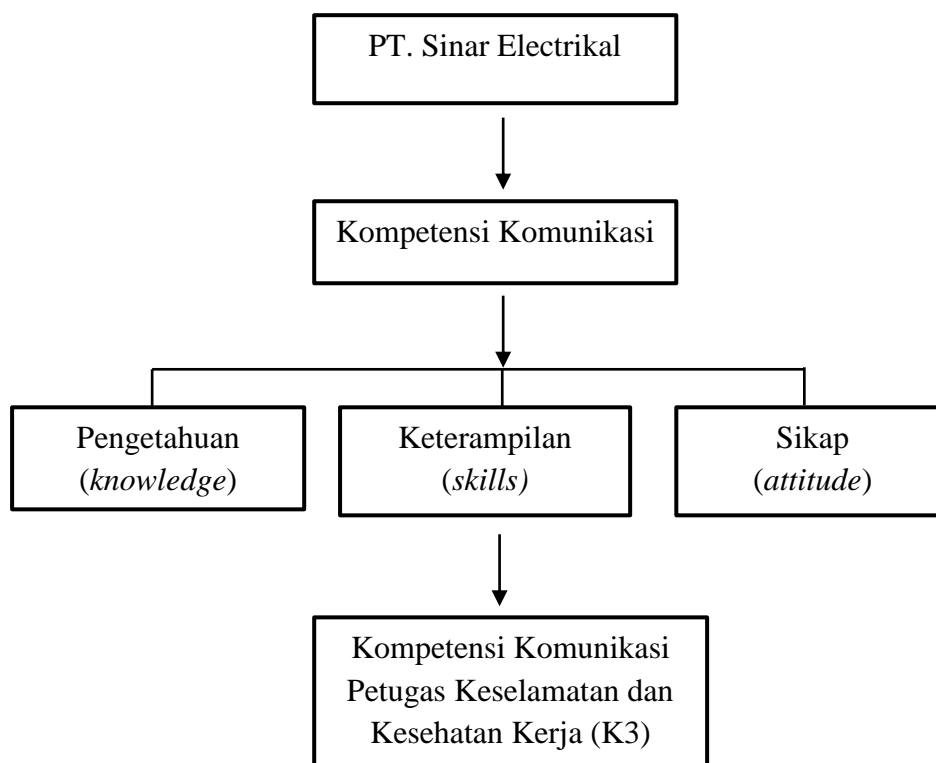 PT. Sinar Electrikal
Kompetensi Komunikasi
Pengetahuan
(knowledge)
Keterampilan
(skills)
Sikap
(attitude)
Kompetensi Komunikasi
Petugas Keselamatan dan
Kesehatan Kerja (K3)